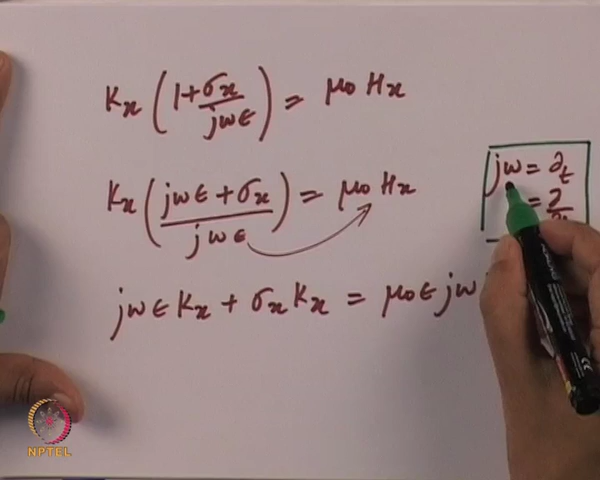 Kx (1 + σx / jωϵ) = μ0 Hx
Kx (jωϵ + σx / jωϵ) = μ0 Hx
jω = ∂t
= ∂
jωϵ Kx + σx Kx = μ0 ϵ jω
NPTEL